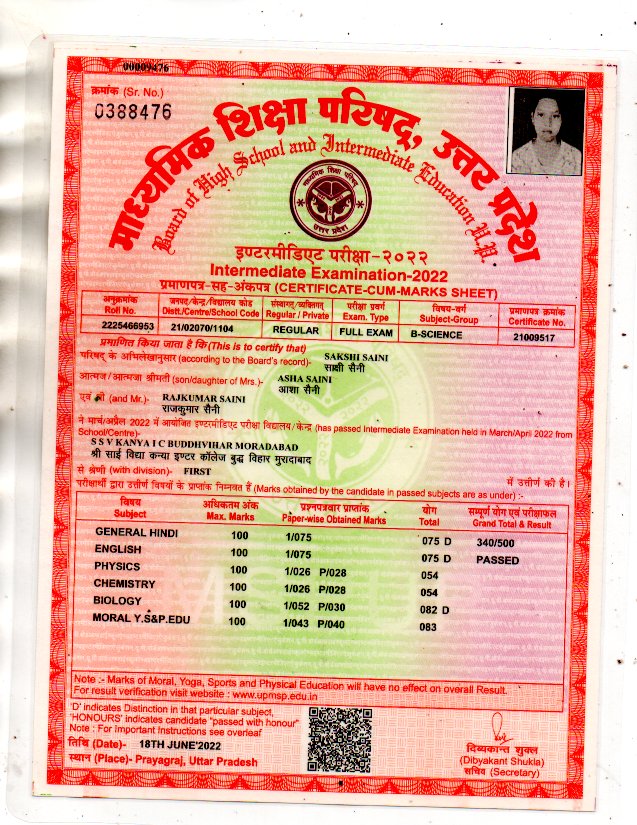 00009476
क्रमांक (Sr. No.)
0388476
माध्यमिक शिक्षा परिषद्, उत्तर प्रदेश
Board of High School and Intermediate Education U.P.
माध्यमिक शिक्षा परिषद्
उत्तर प्रदेश
इण्टरमीडिएट परीक्षा-२०२२
Intermediate Examination-2022
प्रमाणपत्र-सह-अंकपत्र (CERTIFICATE-CUM-MARKS SHEET)
अनुक्रमांक जनपद/केन्द्र/विद्यालय कोड संस्थागत/व्यक्तिगत परीक्षा प्रवर्ग विषय-वर्ग प्रमाणपत्र क्रमांक
Roll No. Distt./Centre/School Code Regular / Private Exam. Type Subject-Group Certificate No.
2225466953 21/02070/1104 REGULAR FULL EXAM B-SCIENCE 21009517
प्रमाणित किया जाता है कि (This is to certify that)
परिषद् के अभिलेखानुसार (according to the Board's record)- SAKSHI SAINI
साक्षी सैनी
आत्मज / आत्मजा श्रीमती (son/daughter of Mrs.)- ASHA SAINI
आशा सैनी
एवं श्री (and Mr.)- RAJKUMAR SAINI
राजकुमार सैनी
ने मार्च/अप्रैल 2022 में आयोजित इण्टरमीडिएट परीक्षा विद्यालय/केन्द्र (has passed Intermediate Examination held in March/April 2022 from
School/Centre)-
S S V KANYA I C BUDDHVIHAR MORADABAD
श्री साई विद्या कन्या इण्टर कॉलेज बुद्ध विहार मुरादाबाद
से श्रेणी (with division)- FIRST में उत्तीर्ण की है।
परीक्षार्थी द्वारा उत्तीर्ण विषयों के प्राप्तांक निम्नवत हैं (Marks obtained by the candidate in passed subjects are as under) :-
विषय अधिकतम अंक प्रश्नपत्रवार प्राप्तांक योग सम्पूर्ण योग एवं परीक्षाफल
Subject Max. Marks Paper-wise Obtained Marks Total Grand Total & Result
GENERAL HINDI 100 1/075 075 D 340/500
ENGLISH 100 1/075 075 D PASSED
PHYSICS 100 1/026 P/028 054
CHEMISTRY 100 1/026 P/028 054
BIOLOGY 100 1/052 P/030 082 D
MORAL Y.S&P.EDU 100 1/043 P/040 083
Note :- Marks of Moral, Yoga, Sports and Physical Education will have no effect on overall Result.
For result verification visit website : www.upmsp.edu.in
'D' indicates Distinction in that particular subject.
'HONOURS' indicates candidate "passed with honour"
Note : For important Instructions see overleaf
तिथि (Date)- 18TH JUNE'2022
स्थान (Place)- Prayagraj, Uttar Pradesh
दिव्यकान्त शुक्ल
(Dibyakant Shukla)
सचिव (Secretary)